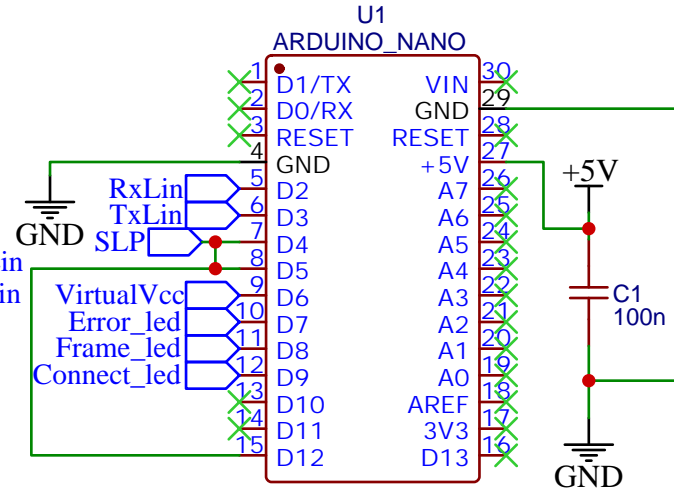 U1
ARDUINO_NANO
1 D1/TX VIN 30
2 D0/RX GND 29
3 RESET RESET 28
4 GND +5V 27
+5V
RxLin 5 D2 A7 26
TxLin 6 D3 A6 25
GND SLP 7 D4 A5 24
in 8 D5 A4 23
in VirtualVcc 9 D6 A3 22
C1
Error_led 10 D7 A2 21
100n
Frame_led 11 D8 A1 20
Connect_led 12 D9 A0 19
13 D10 AREF 18
14 D11 3V3 17
15 D12 D13 16
GND